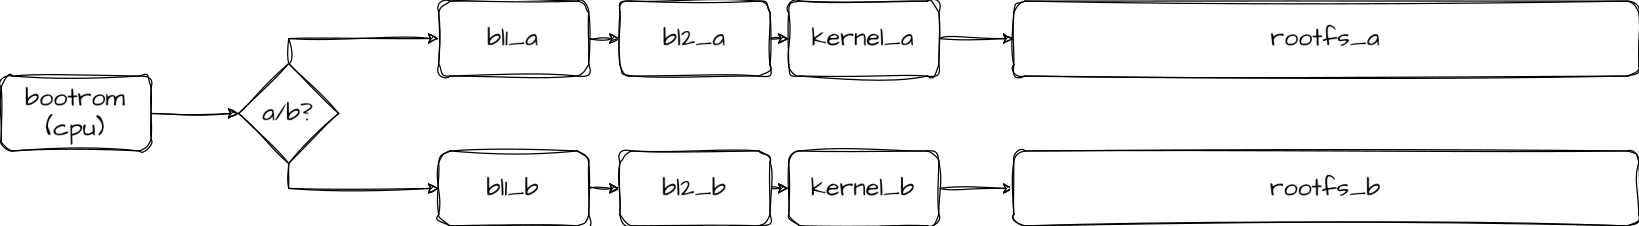 bl1_a
bl2_a
kernel_a
rootfs_a
bootrom
(cpu)
a/b?
bl1_b
bl2_b
kernel_b
rootfs_b